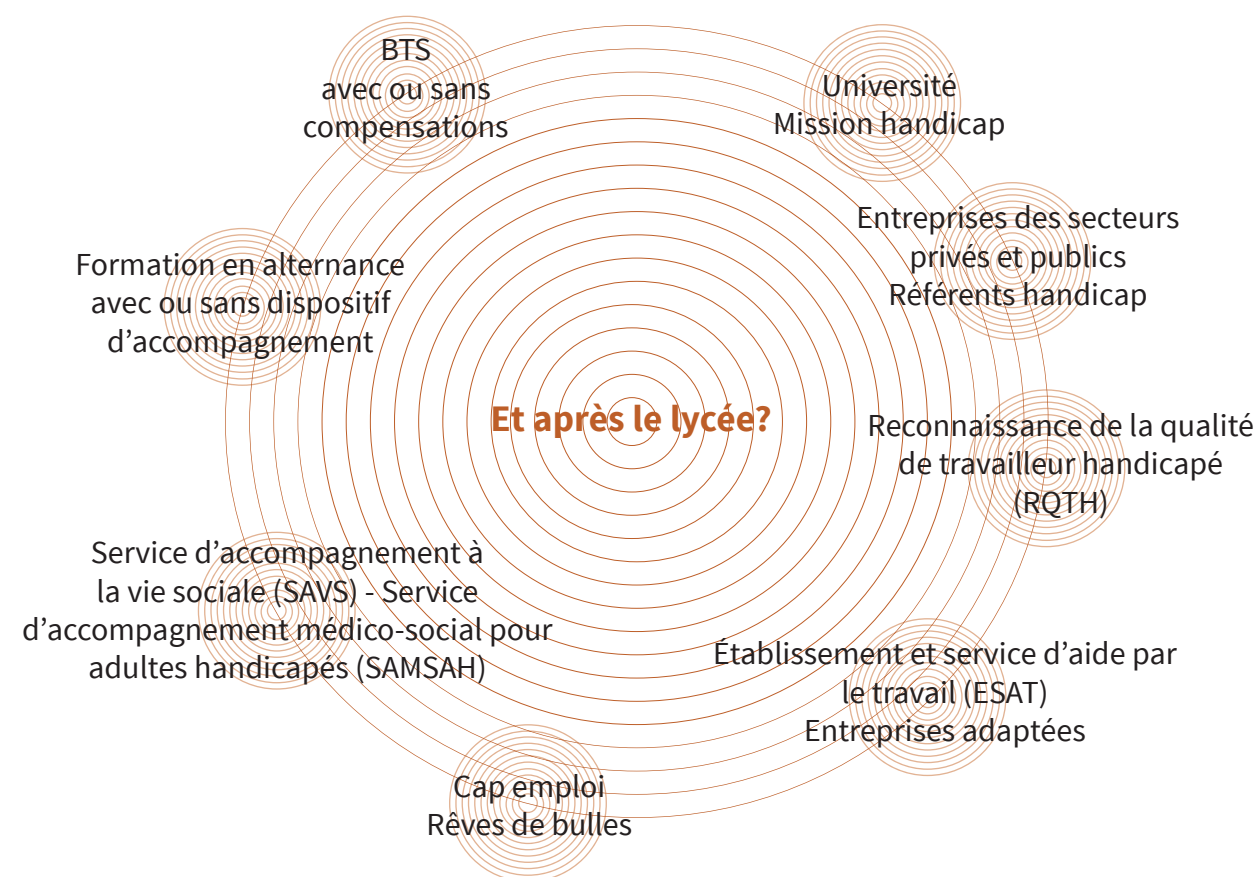 BTS
avec ou sans
compensations
Université
Mission handicap
Entreprises des secteurs
privés et publics
Référents handicap
Formation en alternance
avec ou sans dispositif
d’accompagnement
Et après le lycée?
Reconnaissance de la qualité
de travailleur handicapé
(RQTH)
Service d’accompagnement à
la vie sociale (SAVS) - Service
d’accompagnement médico-social pour
adultes handicapés (SAMSAH)
Établissement et service d’aide par
le travail (ESAT)
Entreprises adaptées
Cap emploi
Rêves de bulles